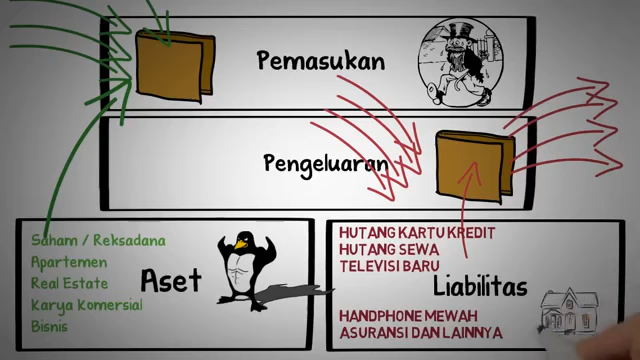 Pemasukan
Pengeluaran
Saham / Reksadana
Apartemen
Real Estate
Karya Komersial
Bisnis
Aset
HUTANG KARTU KREDIT
HUTANG SEWA
TELEVISI BARU
Liabilitas
HANDPHONE MEWAH
ASURANSI DAN LAINNYA